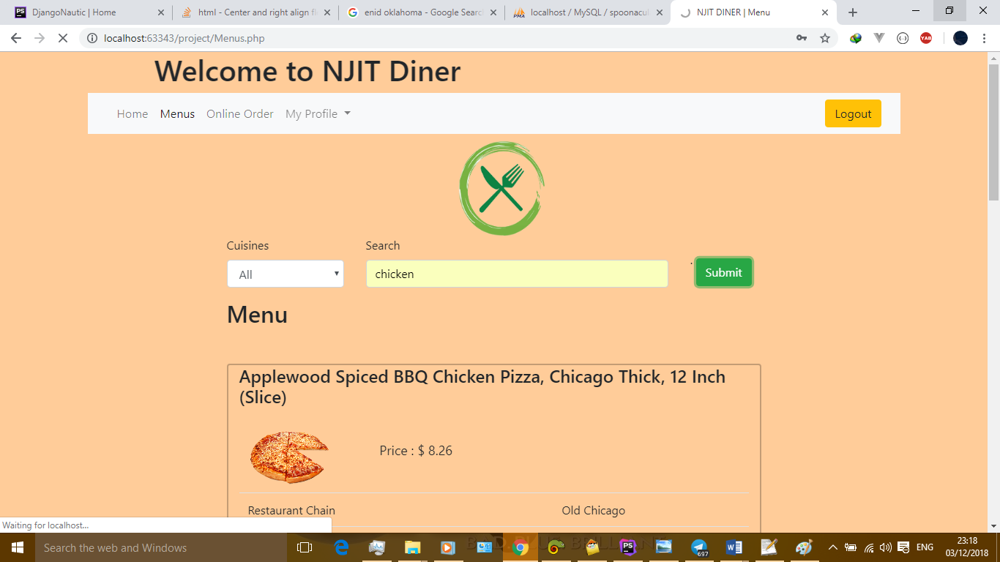 DjangoNautic | Home
html - Center and right align fl
enid oklahoma - Google Searc
localhost / MySQL / spoonacul
NJIT DINER | Menu
localhost:63343/project/Menus.php
Welcome to NJIT Diner
Home Menus Online Order My Profile Logout
Cuisines Search
All chicken . Submit
Menu
Applewood Spiced BBQ Chicken Pizza, Chicago Thick, 12 Inch
(Slice)
Price : $ 8.26
Restaurant Chain Old Chicago
Waiting for localhost...
Search the web and Windows
697
ENG
23:18
03/12/2018